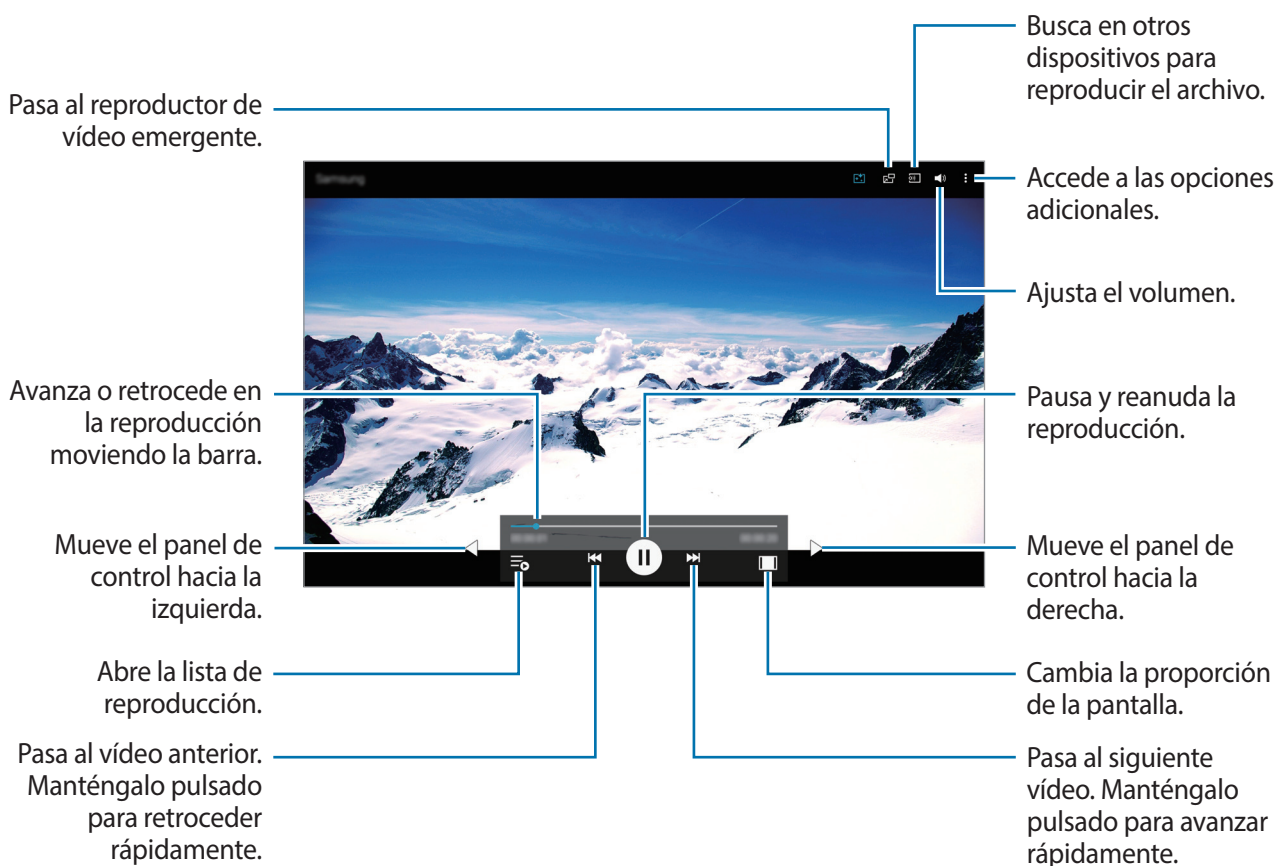 Busca en otros
dispositivos para
reproducir el archivo.
Pasa al reproductor de
vídeo emergente.
Samsung
Accede a las opciones
adicionales.
Ajusta el volumen.
Avanza o retrocede en
la reproducción
moviendo la barra.
Pausa y reanuda la
reproducción.
Mueve el panel de
control hacia la
izquierda.
Mueve el panel de
control hacia la
derecha.
Abre la lista de
reproducción.
Cambia la proporción
de la pantalla.
Pasa al vídeo anterior.
Manténgalo pulsado
para retroceder
rápidamente.
Pasa al siguiente
vídeo. Manténgalo
pulsado para avanzar
rápidamente.